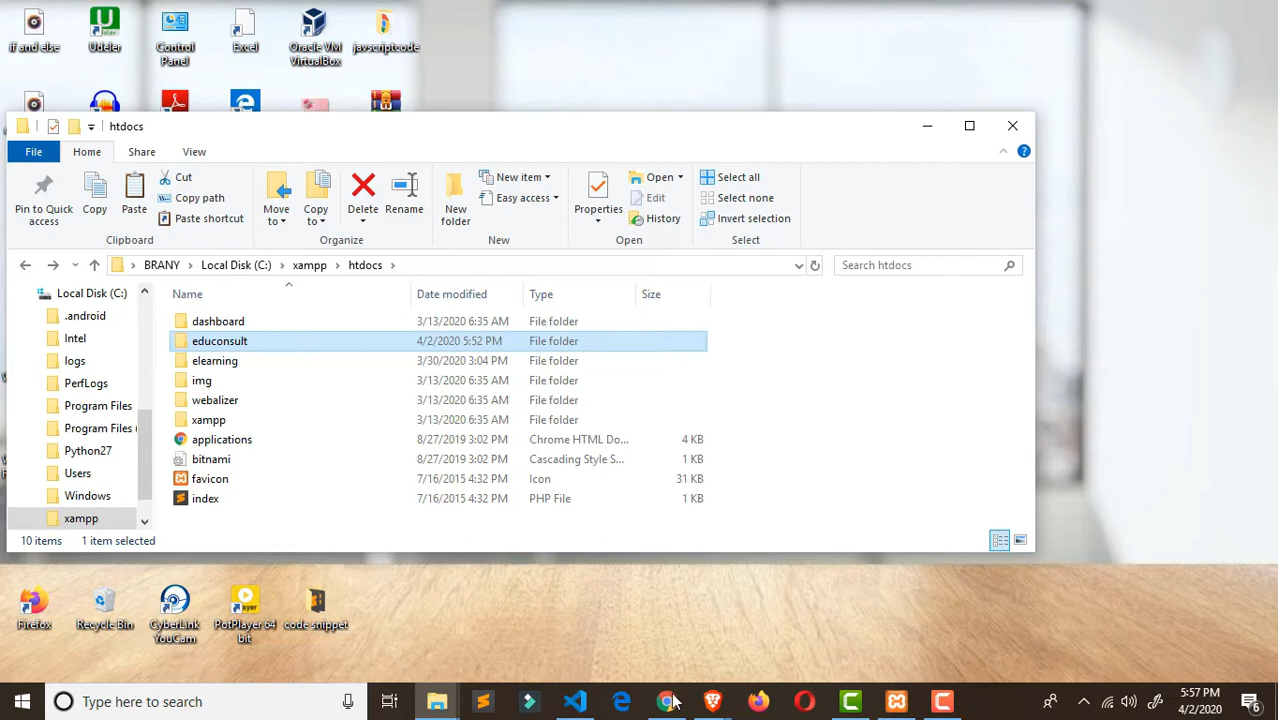 if and else
Udeler
Control Panel
Excel
Oracle VM VirtualBox
javscriptcode
htdocs
File Home Share View
Pin to Quick access
Copy
Paste
Cut
Copy path
Paste shortcut
Clipboard
Move to
Copy to
Delete
Rename
Organize
New folder
New item
Easy access
New
Properties
Open
Edit
History
Open
Select all
Select none
Invert selection
Select
BRANY Local Disk (C:) xampp htdocs
Search htdocs
Local Disk (C:)
.android
Intel
logs
PerfLogs
Program Files
Program Files (
Python27
Users
Windows
xampp
Name Date modified Type Size
dashboard 3/13/2020 6:35 AM File folder
educonsult 4/2/2020 5:52 PM File folder
elearning 3/30/2020 3:04 PM File folder
img 3/13/2020 6:35 AM File folder
webalizer 3/13/2020 6:35 AM File folder
xampp 3/13/2020 6:35 AM File folder
applications 8/27/2019 3:02 PM Chrome HTML Do... 4 KB
bitnami 8/27/2019 3:02 PM Cascading Style S... 1 KB
favicon 7/16/2015 4:32 PM Icon 31 KB
index 7/16/2015 4:32 PM PHP File 1 KB
10 items 1 item selected
Firefox
Recycle Bin
CyberLink YouCam
PotPlayer 64 bit
code snippet
Type here to search
5:57 PM
4/2/2020
6